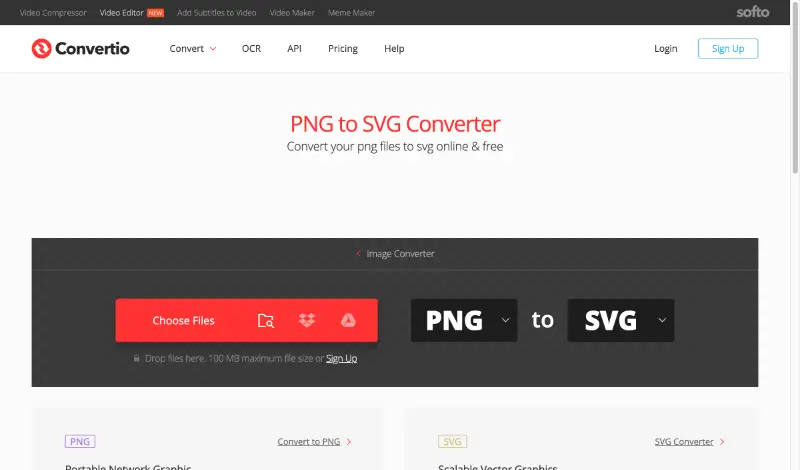 Video Compressor Video Editor NEW Add Subtitles to Video Video Maker Meme Maker softo
Convertio Convert OCR API Pricing Help Login Sign Up
PNG to SVG Converter
Convert your png files to svg online & free
Image Converter
Choose Files PNG to SVG
Drop files here. 100 MB maximum file size or Sign Up
PNG Convert to PNG SVG SVG Converter
Portable Network Graphic Scalable Vector Graphics